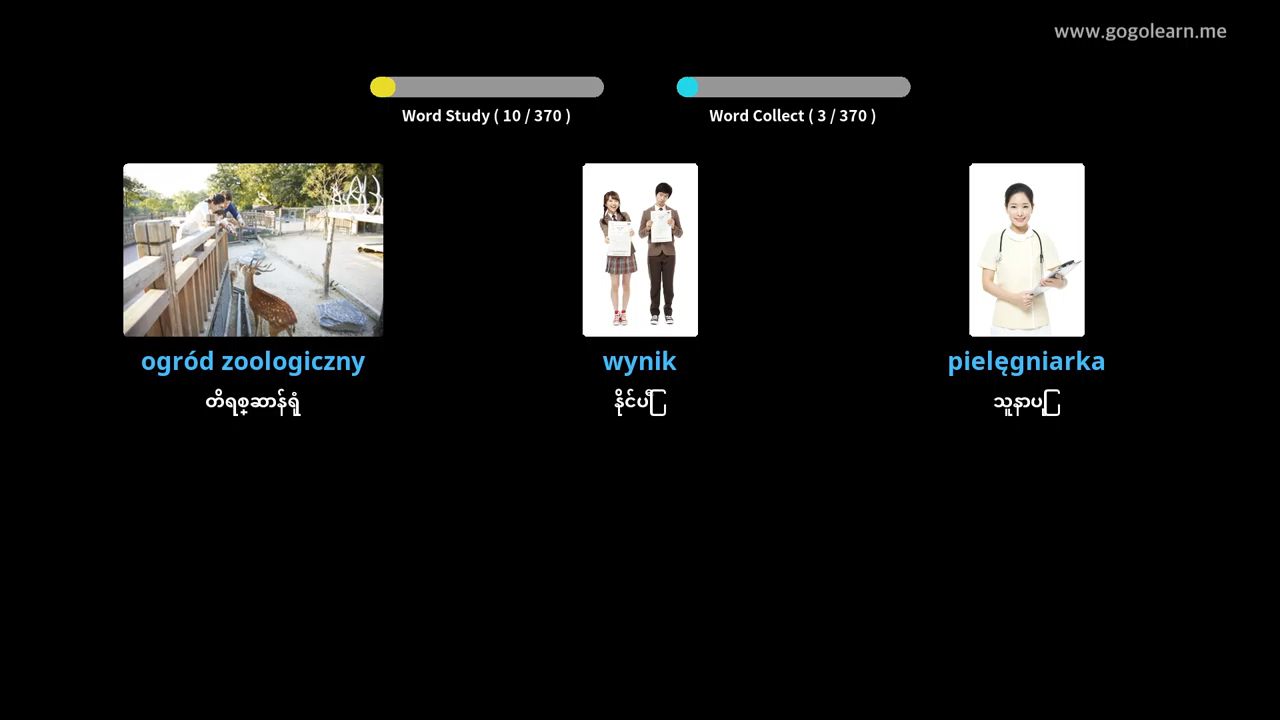 www.gogolearn.me
Word Study ( 10 / 370 )
Word Collect ( 3 / 370 )
ogród zoologiczny
wynik
pielęgniarka
တိရစ္ဆာန်ရုံ
နိုင်ပြီ
သူနာပြု